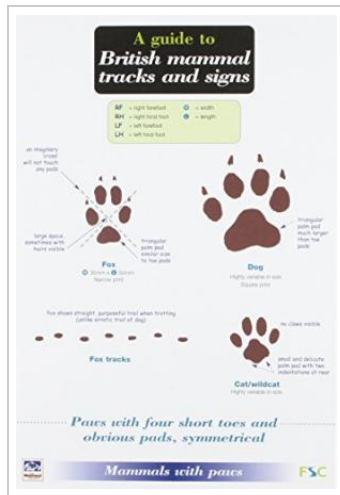 A guide to
British mammal
tracks and signs
RF = right forefoot
RH = right hind foot
LF = left forefoot
LH = left hind foot
= width
= length
an imaginary
cross
will not touch
any pads
large space,
sometimes with
hairs visible
triangular
palm pad
similar size
to toe pads
Fox
Narrow print
triangular
palm pad
much larger
than toe
pads
Dog
Highly variable in size
Square print
fox shows straight, purposeful trail when trotting
(unlike erratic trail of dog)
Fox tracks
no claws visible
small and delicate
palm pad with two
indentations at rear
Cat/wildcat
Highly variable in size
Paws with four short toes and
obvious pads, symmetrical
Mammals with paws
FSC